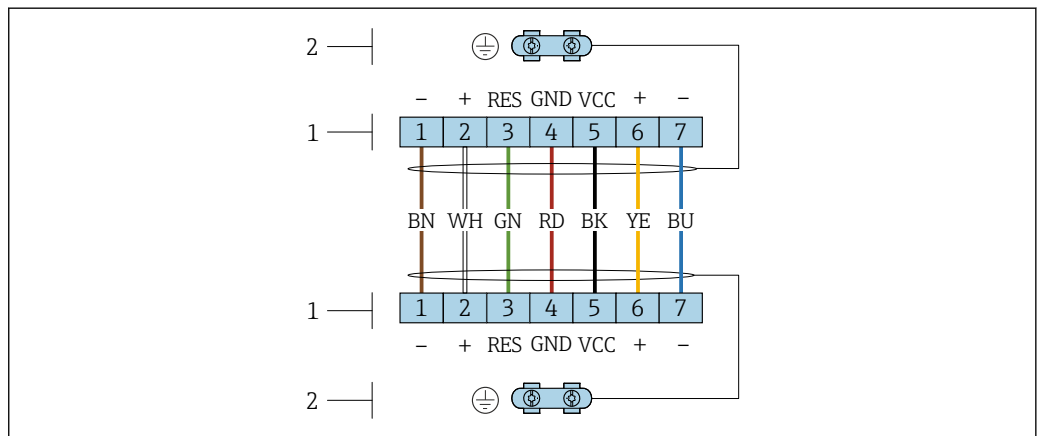 2
− + RES GND VCC + −
1 1 2 3 4 5 6 7
BN WH GN RD BK YE BU
1 1 2 3 4 5 6 7
− + RES GND VCC + −
2